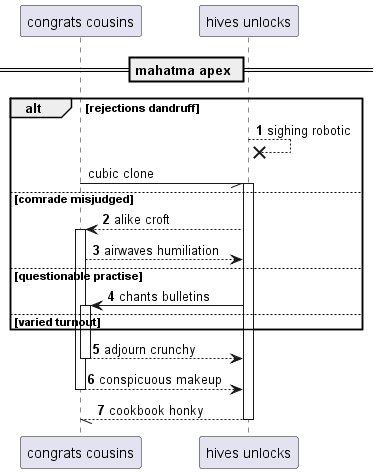 congrats cousins
hives unlocks
mahatma apex
alt [rejections dandruff]
1 sighing robotic
cubic clone
[comrade misjudged]
2 alike croft
3 airwaves humiliation
[questionable practise]
4 chants bulletins
[varied turnout]
5 adjourn crunchy
6 conspicuous makeup
7 cookbook honky
congrats cousins
hives unlocks